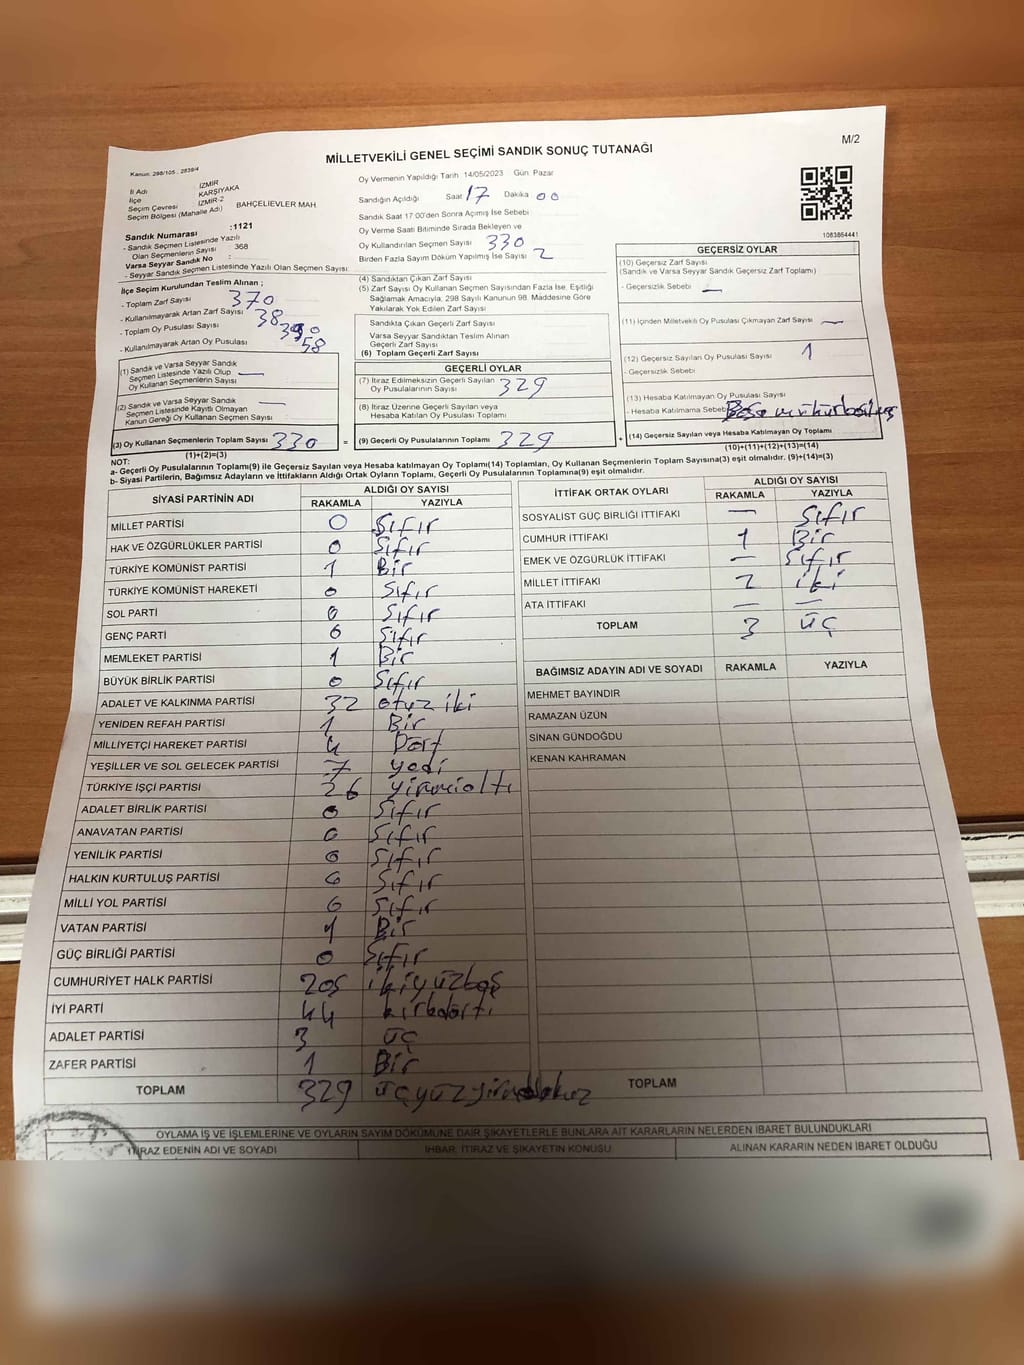 M/2
MİLLETVEKİLİ GENEL SEÇİMİ SANDIK SONUÇ TUTANAĞI
Kanun: 298/105 , 2839/4
İl Adı İZMİR
İlçe KARŞIYAKA
Seçim Çevresi İZMİR-2
Seçim Bölgesi (Mahalle Adı) BAHÇELİEVLER MAH.
Sandık Numarası :1121
- Sandık Seçmen Listesinde Yazılı
Olan Seçmenlerin Sayısı : 368
Varsa Seyyar Sandık No :
- Seyyar Sandık Seçmen Listesinde Yazılı Olan Seçmen Sayısı
İlçe Seçim Kurulundan Teslim Alınan ;
- Toplam Zarf Sayısı 370
- Kullanılmayarak Artan Zarf Sayısı 38
- Toplam Oy Pusulası Sayısı
- Kullanılmayarak Artan Oy Pusulası 58
(1) Sandık ve Varsa Seyyar Sandık
Seçmen Listesinde Yazılı Olup —
Oy Kullanan Seçmenlerin Sayısı
(2) Sandık ve Varsa Seyyar Sandık —
Seçmen Listesinde Kayıtlı Olmayan
Kanun Gereği Oy Kullanan Seçmen Sayısı
(3) Oy Kullanan Seçmenlerin Toplam Sayısı 330 =
(1)+(2)=(3)
Oy Vermenin Yapıldığı Tarih 14/05/2023 Gün Pazar
Sandığın Açıldığı Saat 17 Dakika 00
Sandık Saat 17:00'den Sonra Açımış İse Sebebi
Oy Verme Saati Bitiminde Sırada Bekleyen ve
Oy Kullandırılan Seçmen Sayısı 330
Birden Fazla Sayım Döküm Yapılmış İse Sayısı 2
(4) Sandıktan Çıkan Zarf Sayısı
(5) Zarf Sayısı Oy Kullanan Seçmen Sayısından Fazla İse, Eşitliği
Sağlamak Amacıyla, 298 Sayılı Kanunun 98. Maddesine Göre
Yakılarak Yok Edilen Zarf Sayısı
Sandıkta Çıkan Geçerli Zarf Sayısı
Varsa Seyyar Sandıktan Teslim Alınan
Geçerli Zarf Sayısı
(6) Toplam Geçerli Zarf Sayısı
GEÇERLİ OYLAR
(7) İtiraz Edilmeksizin Geçerli Sayılan
Oy Pusulalarının Sayısı 329
(8) İtiraz Üzerine Geçerli Sayılan veya
Hesaba Katılan Oy Pusulası Toplamı
(9) Geçerli Oy Pusulalarının Toplamı 329 +
1083864441
GEÇERSİZ OYLAR
(10) Geçersiz Zarf Sayısı
(Sandık ve Varsa Seyyar Sandık Geçersiz Zarf Toplamı)
- Geçersizlik Sebebi —
(11) İçinden Milletvekili Oy Pusulası Çıkmayan Zarf Sayısı —
(12) Geçersiz Sayılan Oy Pusulası Sayısı 1
- Geçersizlik Sebebi
(13) Hesaba Katılmayan Oy Pusulası Sayısı
- Hesaba Katılmama Sebebi
(14) Geçersiz Sayılan veya Hesaba Katılmayan Oy Toplamı
(10)+(11)+(12)+(13)=(14)
NOT:
a- Geçerli Oy Pusulalarının Toplamı(9) ile Geçersiz Sayılan veya Hesaba katılmayan Oy Toplamı(14) Toplamları, Oy Kullanan Seçmenlerin Toplam Sayısına(3) eşit olmalıdır. (9)+(14)=(3)
b- Siyasi Partilerin, Bağımsız Adayların ve İttifakların Aldığı Ortak Oyların Toplamı, Geçerli Oy Pusulalarının Toplamına(9) eşit olmalıdır.
SİYASİ PARTİNİN ADI ALDIĞI OY SAYISI
RAKAMLA YAZIYLA
MİLLET PARTİSİ 0 Sıfır
HAK VE ÖZGÜRLÜKLER PARTİSİ 0 Sıfır
TÜRKİYE KOMÜNİST PARTİSİ 1 Bir
TÜRKİYE KOMÜNİST HAREKETİ 0 Sıfır
SOL PARTİ 0 Sıfır
GENÇ PARTİ 0 Sıfır
MEMLEKET PARTİSİ 1 Bir
BÜYÜK BİRLİK PARTİSİ 0 Sıfır
ADALET VE KALKINMA PARTİSİ 32 otuz iki
YENİDEN REFAH PARTİSİ 1 Bir
MİLLİYETÇİ HAREKET PARTİSİ 4 Dört
YEŞİLLER VE SOL GELECEK PARTİSİ 7 yedi
TÜRKİYE İŞÇİ PARTİSİ 26 yirmialtı
ADALET BİRLİK PARTİSİ 0 Sıfır
ANAVATAN PARTİSİ 0 Sıfır
YENİLİK PARTİSİ 0 Sıfır
HALKIN KURTULUŞ PARTİSİ 0 Sıfır
MİLLİ YOL PARTİSİ 0 Sıfır
VATAN PARTİSİ 1 Bir
GÜÇ BİRLİĞİ PARTİSİ 0 Sıfır
CUMHURİYET HALK PARTİSİ 205 ikiyüzbeş
İYİ PARTİ 44 kırkdört
ADALET PARTİSİ 3 üç
ZAFER PARTİSİ 1 Bir
TOPLAM 329 üçyüzyirmidokuz
İTTİFAK ORTAK OYLARI ALDIĞI OY SAYISI
RAKAMLA YAZIYLA
SOSYALİST GÜÇ BİRLİĞİ İTTİFAKI — Sıfır
CUMHUR İTTİFAKI 1 Bir
EMEK VE ÖZGÜRLÜK İTTİFAKI — Sıfır
MİLLET İTTİFAKI 2 iki
ATA İTTİFAKI — —
TOPLAM 3 üç
BAĞIMSIZ ADAYIN ADI VE SOYADI RAKAMLA YAZIYLA
MEHMET BAYINDIR
RAMAZAN ÜZÜN
SİNAN GÜNDOĞDU
KENAN KAHRAMAN
TOPLAM
OYLAMA İŞ VE İŞLEMLERİNE VE OYLARIN SAYIM DÖKÜMÜNE DAİR ŞİKAYETLERLE BUNLARA AİT KARARLARIN NELERDEN İBARET BULUNDUKLARI
İTİRAZ EDENİN ADI VE SOYADI İHBAR, İTİRAZ VE ŞİKAYETİN KONUSU ALINAN KARARIN NEDEN İBARET OLDUĞU